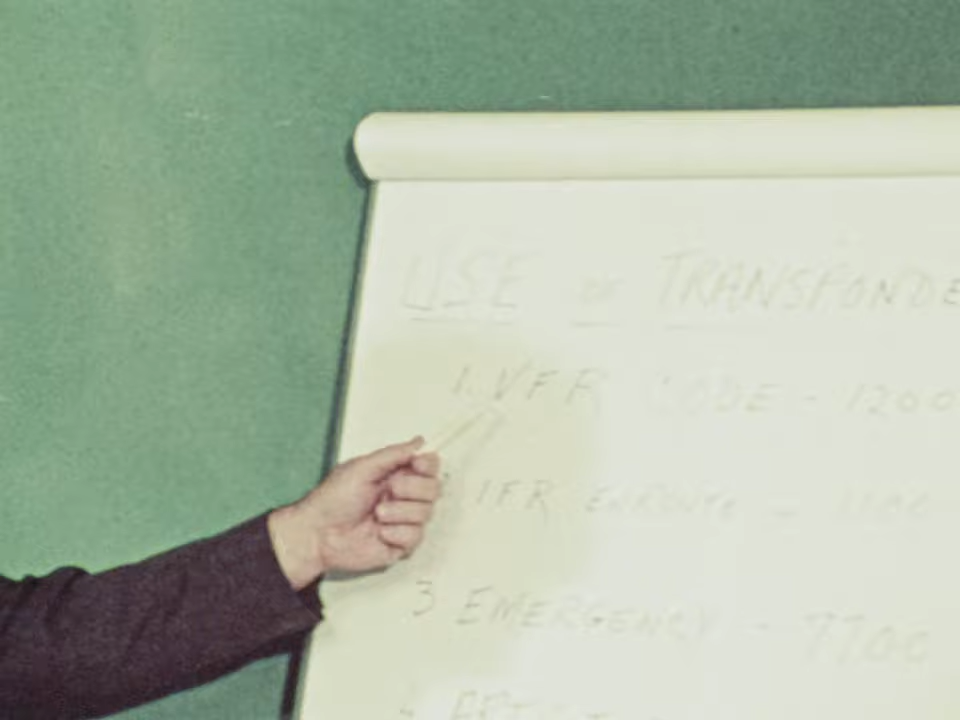 USE OF TRANSPONDE
1. VFR CODE - 1200
IFR ENROUTE -
3 EMERGENCY - 7700